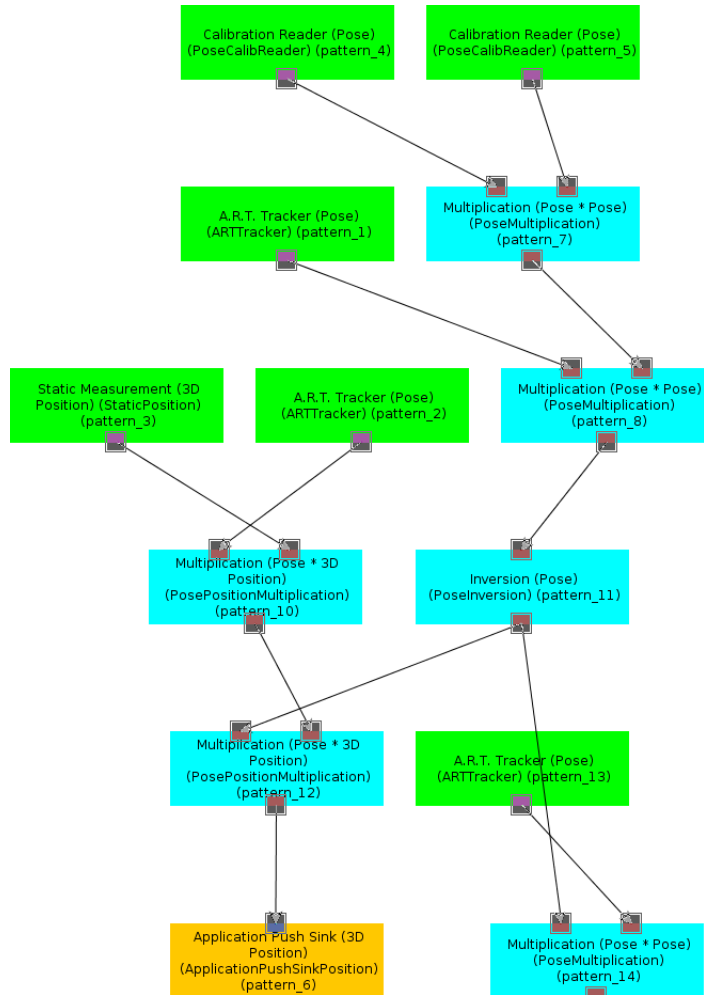 Calibration Reader (Pose)
(PoseCalibReader) (pattern_4)
Calibration Reader (Pose)
(PoseCalibReader) (pattern_5)
A.R.T. Tracker (Pose)
(ARTTracker) (pattern_1)
Multiplication (Pose * Pose)
(PoseMultiplication)
(pattern_7)
Static Measurement (3D
Position) (StaticPosition)
(pattern_3)
A.R.T. Tracker (Pose)
(ARTTracker) (pattern_2)
Multiplication (Pose * Pose)
(PoseMultiplication)
(pattern_8)
Multiplication (Pose * 3D
Position)
(PosePositionMultiplication)
(pattern_10)
Inversion (Pose)
(PoseInversion) (pattern_11)
Multiplication (Pose * 3D
Position)
(PosePositionMultiplication)
(pattern_12)
A.R.T. Tracker (Pose)
(ARTTracker) (pattern_13)
Application Push Sink (3D
Position)
(ApplicationPushSinkPosition)
(pattern_6)
Multiplication (Pose * Pose)
(PoseMultiplication)
(pattern_14)